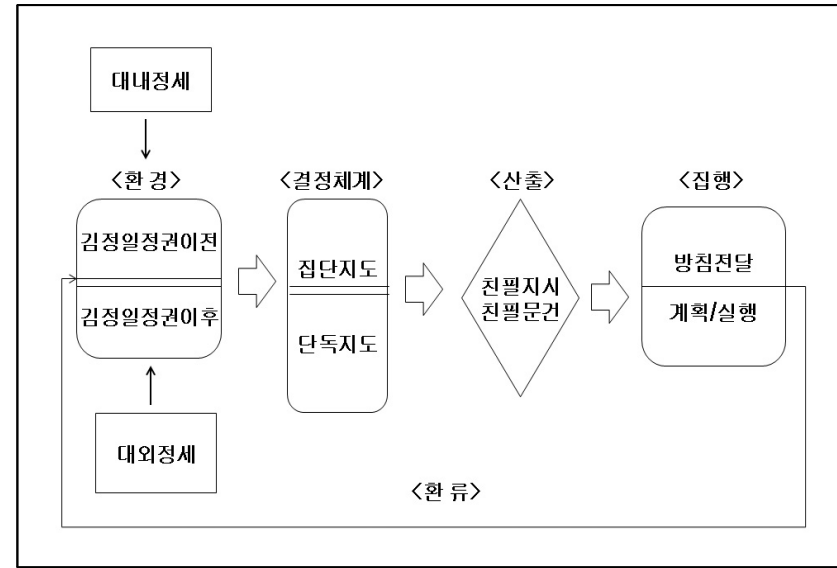 대내정세
<환 경>
<결정체계>
<산출>
<집행>
김정일정권이전
김정일정권이후
집단지도
단독지도
친필지시
친필문건
방침전달
계획/실행
대외정세
<환 류>